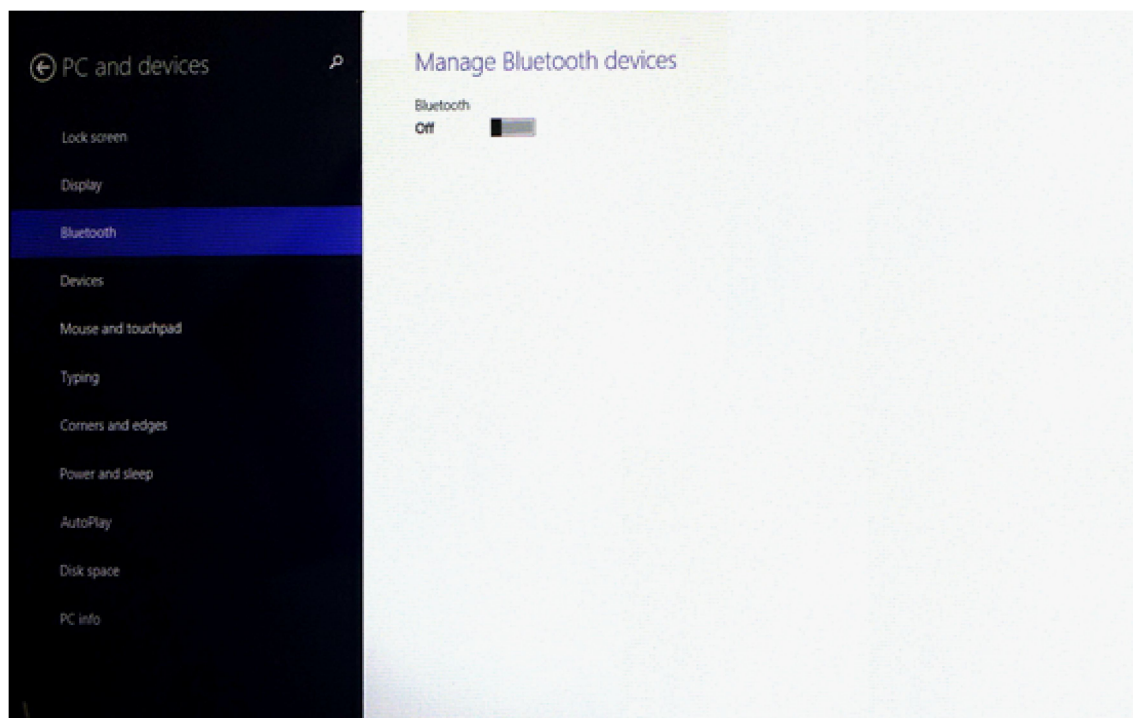 PC and devices
Lock screen
Display
Bluetooth
Devices
Mouse and touchpad
Typing
Corners and edges
Power and sleep
AutoPlay
Disk space
PC info
Manage Bluetooth devices
Bluetooth
Off